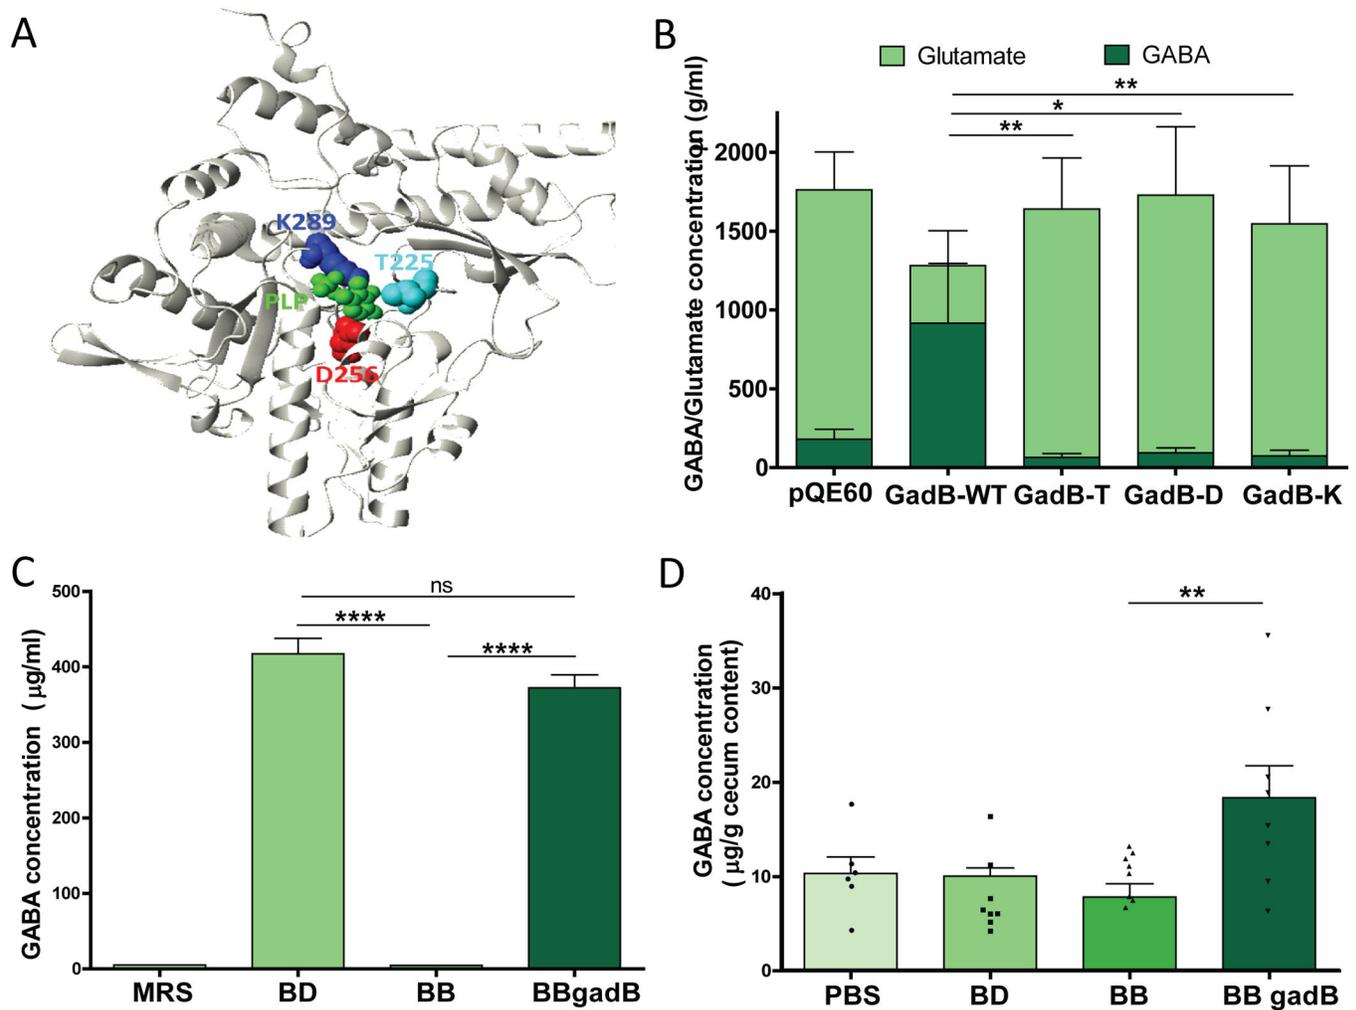 A
K289
T225
PLP
D256
B
Glutamate
GABA
**
*
**
GABA/Glutamate concentration (g/ml)
2000
1500
1000
500
0
pQE60
GadB-WT
GadB-T
GadB-D
GadB-K
C
ns
****
****
GABA concentration (μg/ml)
500
400
300
200
100
0
MRS
BD
BB
BBgadB
D
**
GABA concentration
(μg/g cecum content)
40
30
20
10
0
PBS
BD
BB
BB gadB